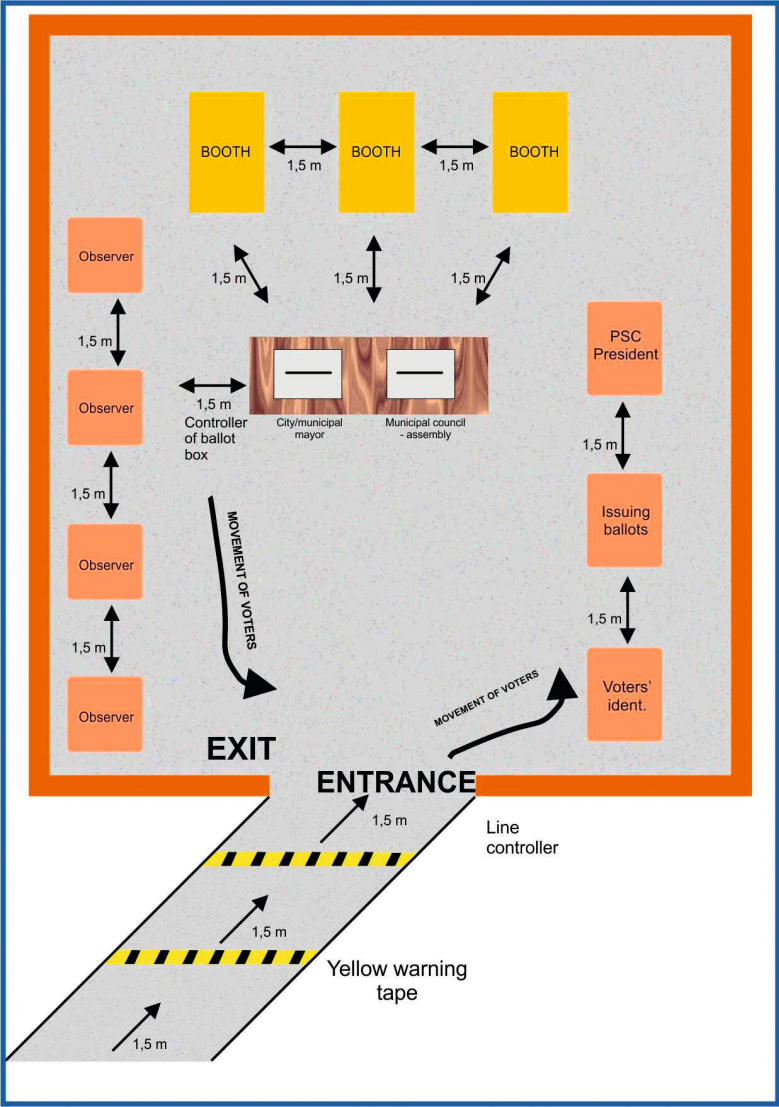 BOOTH
BOOTH
BOOTH
1,5 m
1,5 m
1,5 m
1,5 m
1,5 m
Observer
1,5 m
Observer
1,5 m
Observer
1,5 m
Observer
1,5 m
Controller
of ballot
box
City/municipal
mayor
Municipal council
- assembly
PSC
President
1,5 m
Issuing
ballots
1,5 m
Voters'
ident.
MOVEMENT OF VOTERS
MOVEMENT OF VOTERS
EXIT
ENTRANCE
1,5 m
Line
controller
1,5 m
Yellow warning
tape
1,5 m